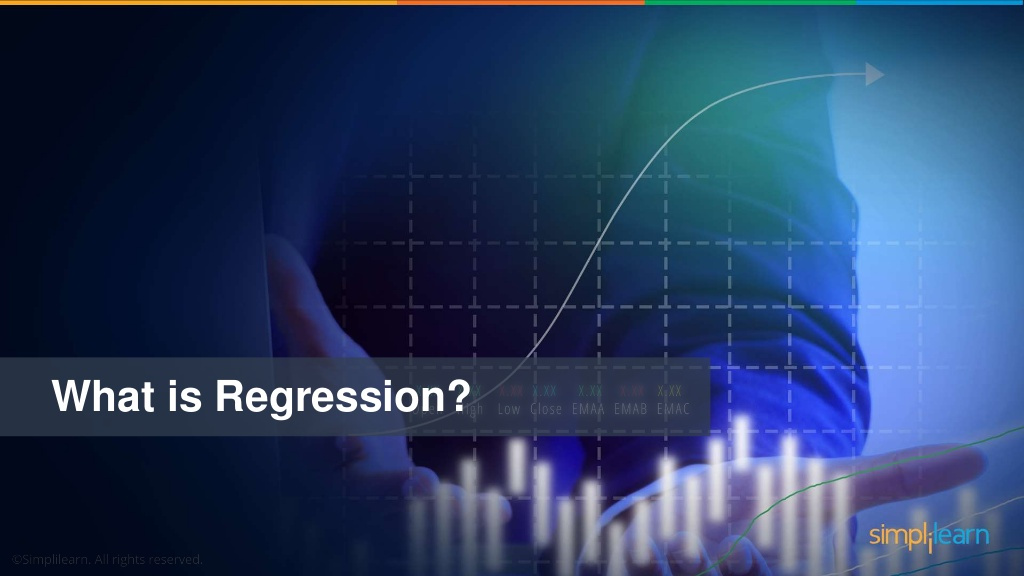 What is Regression?
Low Close EMAA EMAB EMAC
simplilearn
©Simplilearn. All rights reserved.